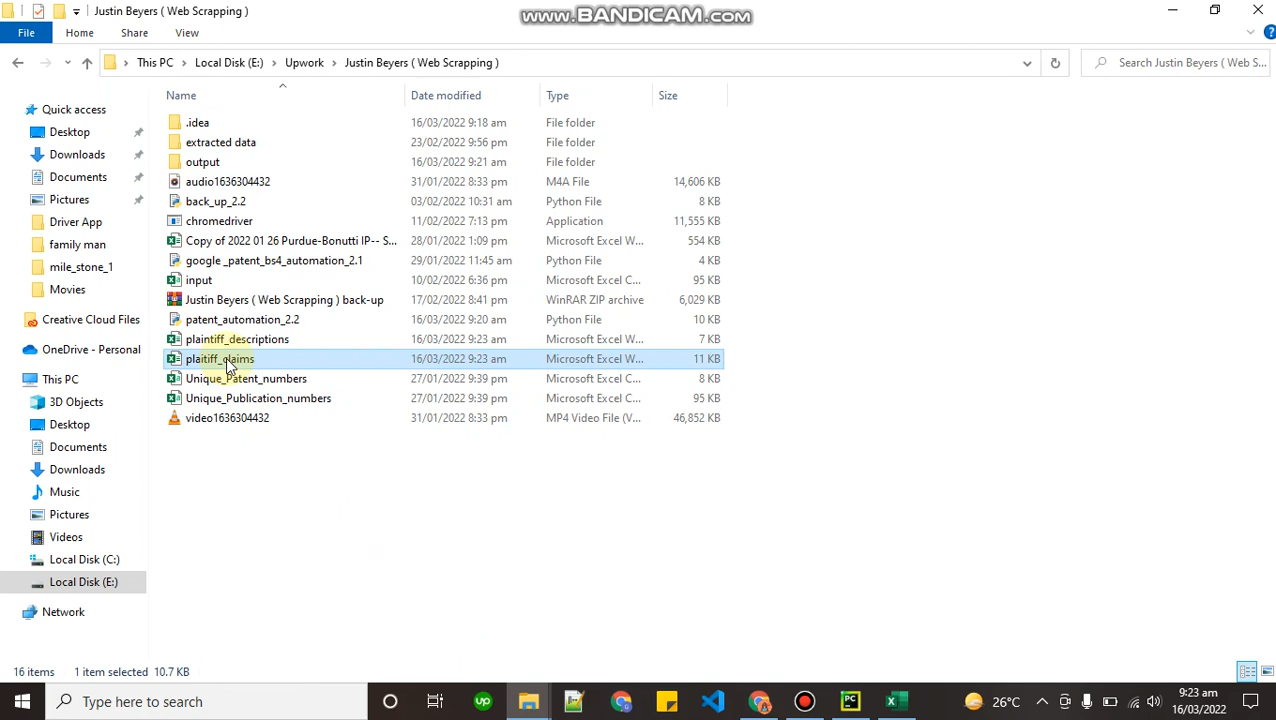 Justin Beyers ( Web Scrapping )
www.BANDICAM.com
File Home Share View
This PC Local Disk (E:) Upwork Justin Beyers ( Web Scrapping ) Search Justin Beyers ( Web S...
Name Date modified Type Size
Quick access
Desktop
Downloads
Documents
Pictures
Driver App
family man
mile_stone_1
Movies
Creative Cloud Files
OneDrive - Personal
This PC
3D Objects
Desktop
Documents
Downloads
Music
Pictures
Videos
Local Disk (C:)
Local Disk (E:)
Network
.idea 16/03/2022 9:18 am File folder
extracted data 23/02/2022 9:56 pm File folder
output 16/03/2022 9:21 am File folder
audio1636304432 31/01/2022 8:33 pm M4A File 14,606 KB
back_up_2.2 03/02/2022 10:31 am Python File 8 KB
chromedriver 11/02/2022 7:13 pm Application 11,555 KB
Copy of 2022 01 26 Purdue-Bonutti IP-- S... 28/01/2022 1:09 pm Microsoft Excel W... 554 KB
google _patent_bs4_automation_2.1 29/01/2022 11:45 am Python File 4 KB
input 10/02/2022 6:36 pm Microsoft Excel C... 95 KB
Justin Beyers ( Web Scrapping ) back-up 17/02/2022 8:41 pm WinRAR ZIP archive 6,029 KB
patent_automation_2.2 16/03/2022 9:20 am Python File 10 KB
plaintiff_descriptions 16/03/2022 9:23 am Microsoft Excel W... 7 KB
plaitiff_claims 16/03/2022 9:23 am Microsoft Excel W... 11 KB
Unique_Patent_numbers 27/01/2022 9:39 pm Microsoft Excel C... 8 KB
Unique_Publication_numbers 27/01/2022 9:39 pm Microsoft Excel C... 95 KB
video1636304432 31/01/2022 8:33 pm MP4 Video File (V... 46,852 KB
16 items 1 item selected 10.7 KB
Type here to search
up
PC
26°C
9:23 am
16/03/2022